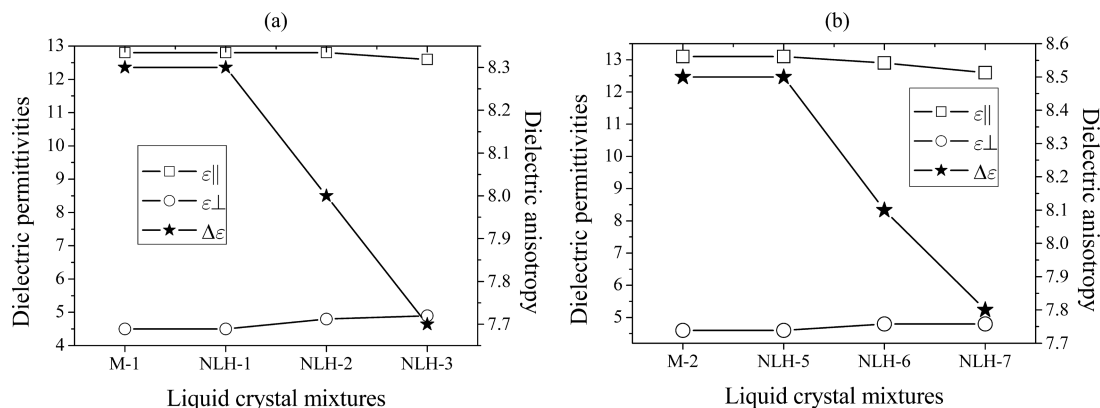 (a)
Dielectric permittivities
13
12
11
10
9
8
7
6
5
4
8.3
8.2
8.1
8.0
7.9
7.8
7.7
Dielectric anisotropy
ε||
ε⊥
Δε
M-1 NLH-1 NLH-2 NLH-3
Liquid crystal mixtures
(b)
Dielectric permittivities
13
12
11
10
9
8
7
6
5
8.6
8.5
8.4
8.3
8.2
8.1
8.0
7.9
7.8
7.7
Dielectric anisotropy
ε||
ε⊥
Δε
M-2 NLH-5 NLH-6 NLH-7
Liquid crystal mixtures